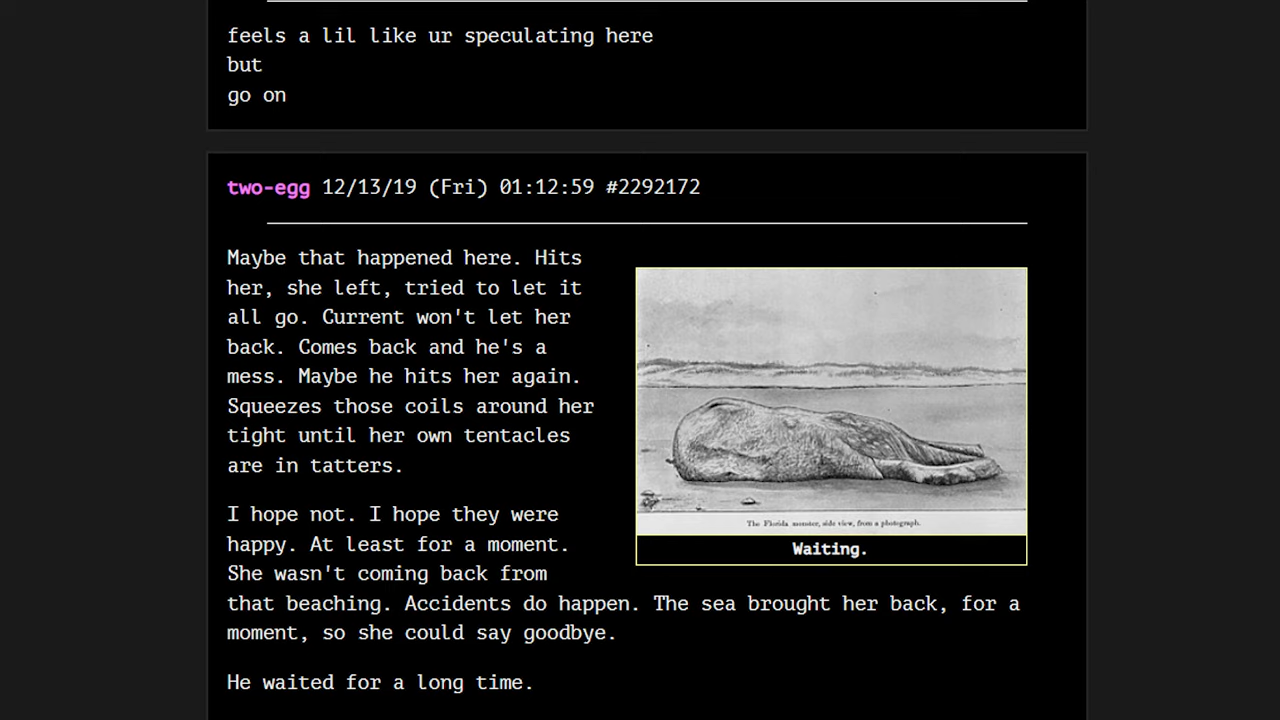 feels a lil like ur speculating here
but
go on
two-egg 12/13/19 (Fri) 01:12:59 #2292172
Maybe that happened here. Hits
her, she left, tried to let it
all go. Current won't let her
back. Comes back and he's a
mess. Maybe he hits her again.
Squeezes those coils around her
tight until her own tentacles
are in tatters.
I hope not. I hope they were
happy. At least for a moment.
She wasn't coming back from
that beaching. Accidents do happen. The sea brought her back, for a
moment, so she could say goodbye.
He waited for a long time.
The Florida monster, side view, from a photograph.
Waiting.